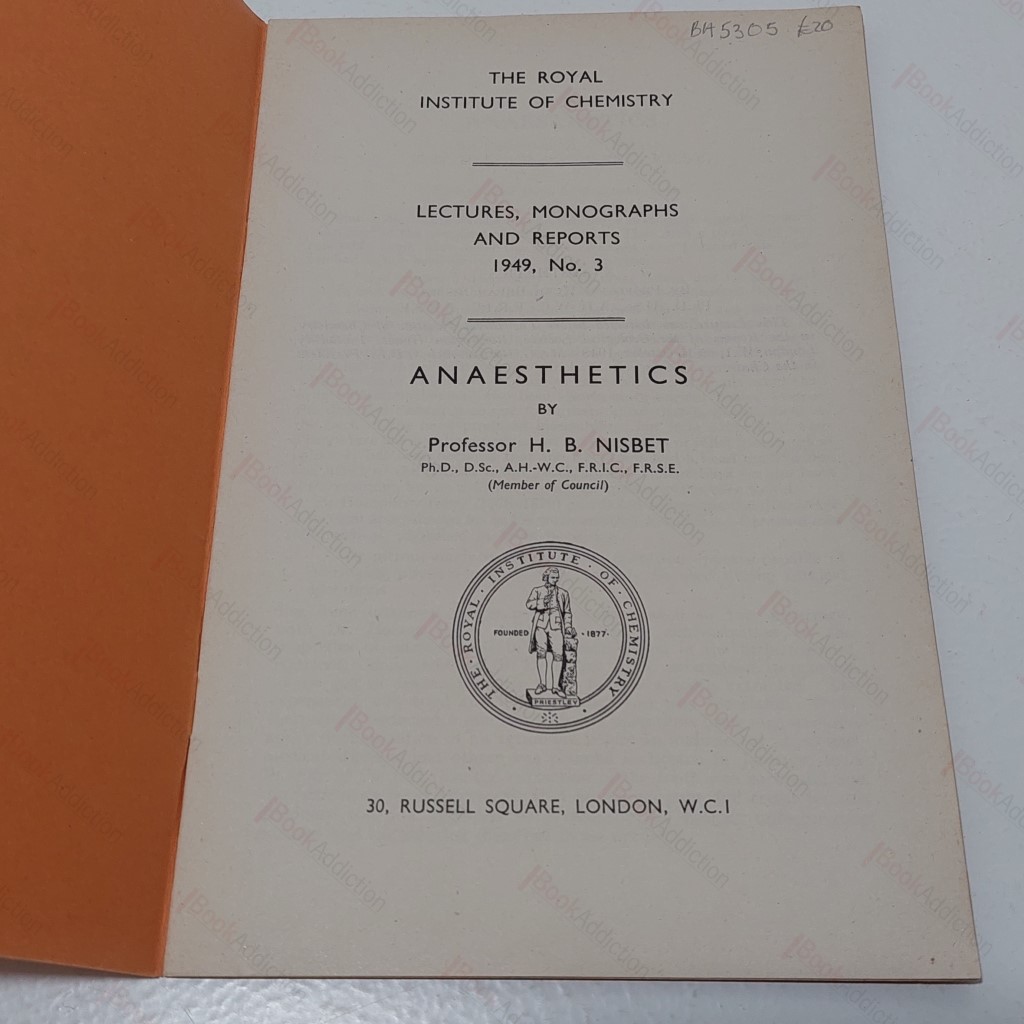 BH5305 £20
THE ROYAL
INSTITUTE OF CHEMISTRY
LECTURES, MONOGRAPHS
AND REPORTS
1949, No. 3
ANAESTHETICS
BY
Professor H. B. NISBET
Ph.D., D.Sc., A.H.-W.C., F.R.I.C., F.R.S.E.
(Member of Council)
THE · ROYAL · INSTITUTE · OF · CHEMISTRY
FOUNDED · 1877 ·
PRIESTLEY
30, RUSSELL SQUARE, LONDON, W.C.1
BookAddiction